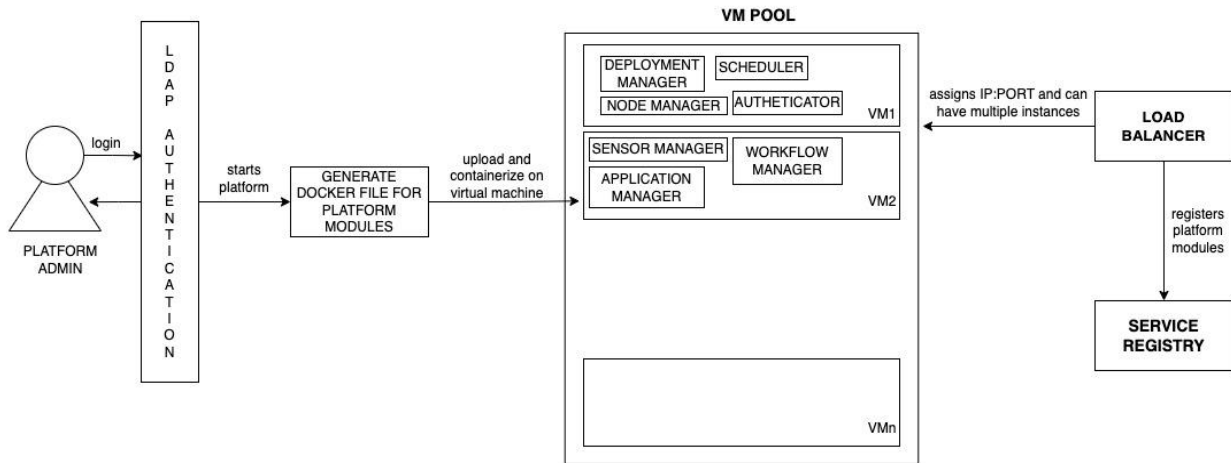 VM POOL
L
D
A
P
A
U
T
H
E
N
T
I
C
A
T
I
O
N
login
PLATFORM
ADMIN
starts
platform
GENERATE
DOCKER FILE FOR
PLATFORM
MODULES
upload and
containerize on
virtual machine
DEPLOYMENT
MANAGER
SCHEDULER
NODE MANAGER
AUTHETICATOR
VM1
SENSOR MANAGER
WORKFLOW
MANAGER
APPLICATION
MANAGER
VM2
VMn
assigns IP:PORT and can
have multiple instances
LOAD
BALANCER
registers
platform
modules
SERVICE
REGISTRY